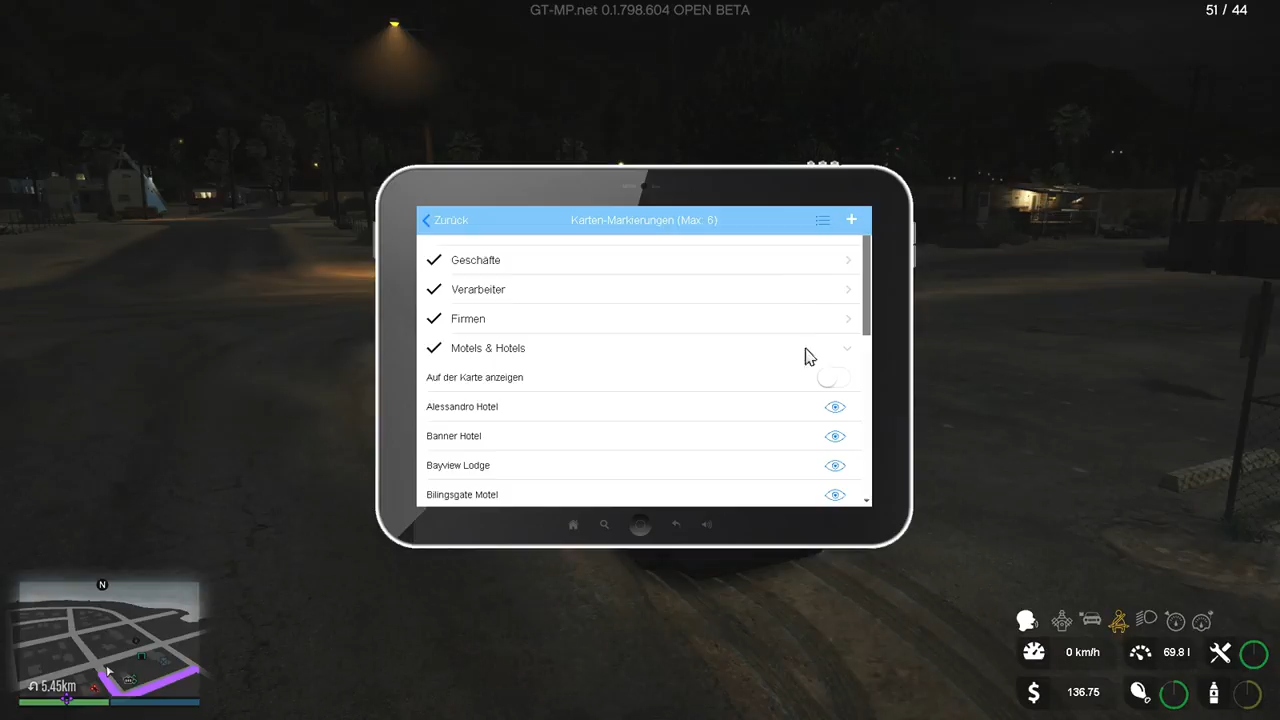 GT-MP.net 0.1.798.604 OPEN BETA
51 / 44
Zurück
Karten-Markierungen (Max. 6)
Geschäfte
Verarbeiter
Firmen
Motels & Hotels
Auf der Karte anzeigen
Alessandro Hotel
Banner Hotel
Bayview Lodge
Bilingsgate Motel
N
5.45km
0 km/h
69.8 l
$
136.75